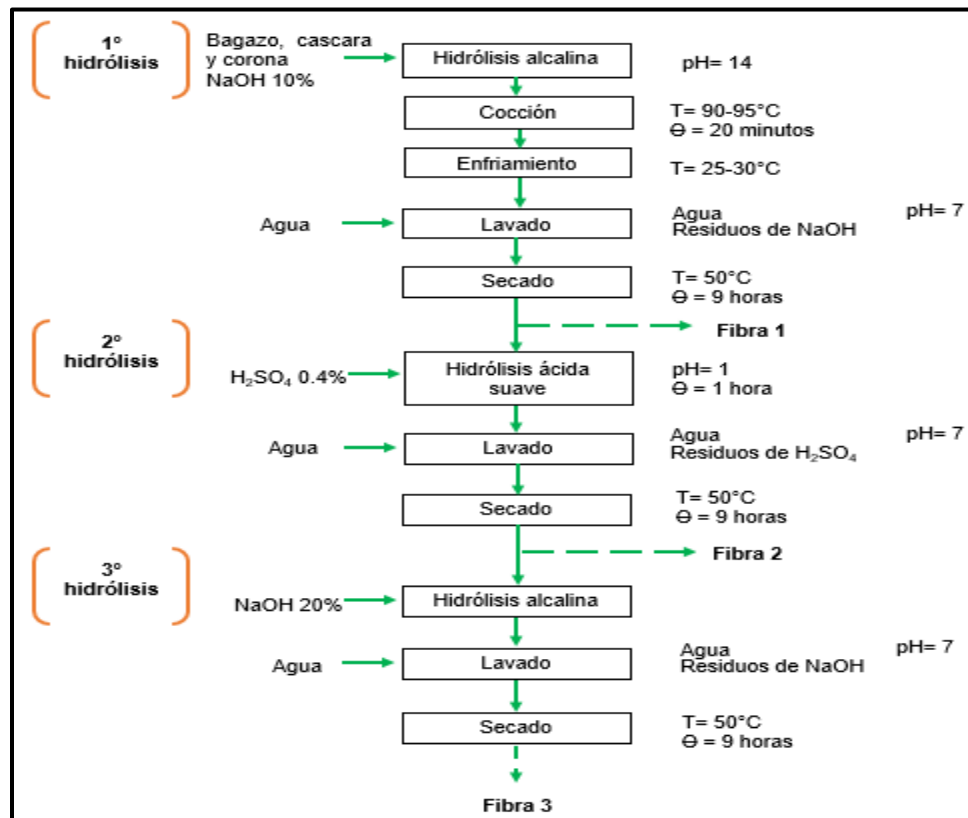 1º
hidrólisis
Bagazo, cascara
y corona
NaOH 10%
Hidrólisis alcalina
pH= 14
Cocción
T= 90-95°C
Ɵ = 20 minutos
Enfriamiento
T= 25-30°C
Agua
Lavado
Agua
Residuos de NaOH
pH= 7
Secado
T= 50°C
Ɵ = 9 horas
Fibra 1
2º
hidrólisis
H₂SO₄ 0.4%
Hidrólisis ácida
suave
pH= 1
Ɵ = 1 hora
Agua
Lavado
Agua
Residuos de H₂SO₄
pH= 7
Secado
T= 50°C
Ɵ = 9 horas
Fibra 2
3º
hidrólisis
NaOH 20%
Hidrólisis alcalina
Agua
Lavado
Agua
Residuos de NaOH
pH= 7
Secado
T= 50°C
Ɵ = 9 horas
Fibra 3